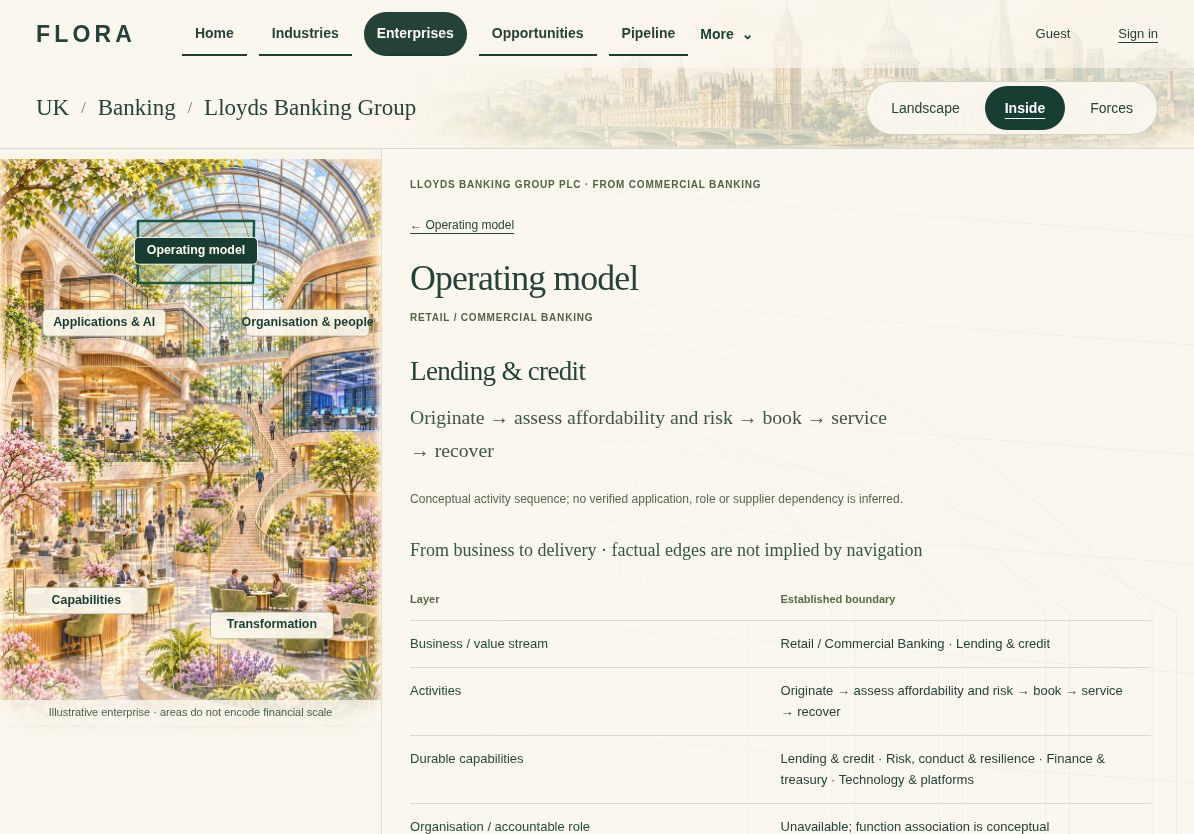 FLORA
Home
Industries
Enterprises
Opportunities
Pipeline
More
Guest
Sign in
UK / Banking / Lloyds Banking Group
Landscape
Inside
Forces
Operating model
Applications & AI
Organisation & people
Capabilities
Transformation
Illustrative enterprise · areas do not encode financial scale
LLOYDS BANKING GROUP PLC · FROM COMMERCIAL BANKING
← Operating model
Operating model
RETAIL / COMMERCIAL BANKING
Lending & credit
Originate → assess affordability and risk → book → service
→ recover
Conceptual activity sequence; no verified application, role or supplier dependency is inferred.
From business to delivery · factual edges are not implied by navigation
Layer
Established boundary
Business / value stream
Retail / Commercial Banking · Lending & credit
Activities
Originate → assess affordability and risk → book → service
→ recover
Durable capabilities
Lending & credit · Risk, conduct & resilience · Finance &
treasury · Technology & platforms
Organisation / accountable role
Unavailable; function association is conceptual